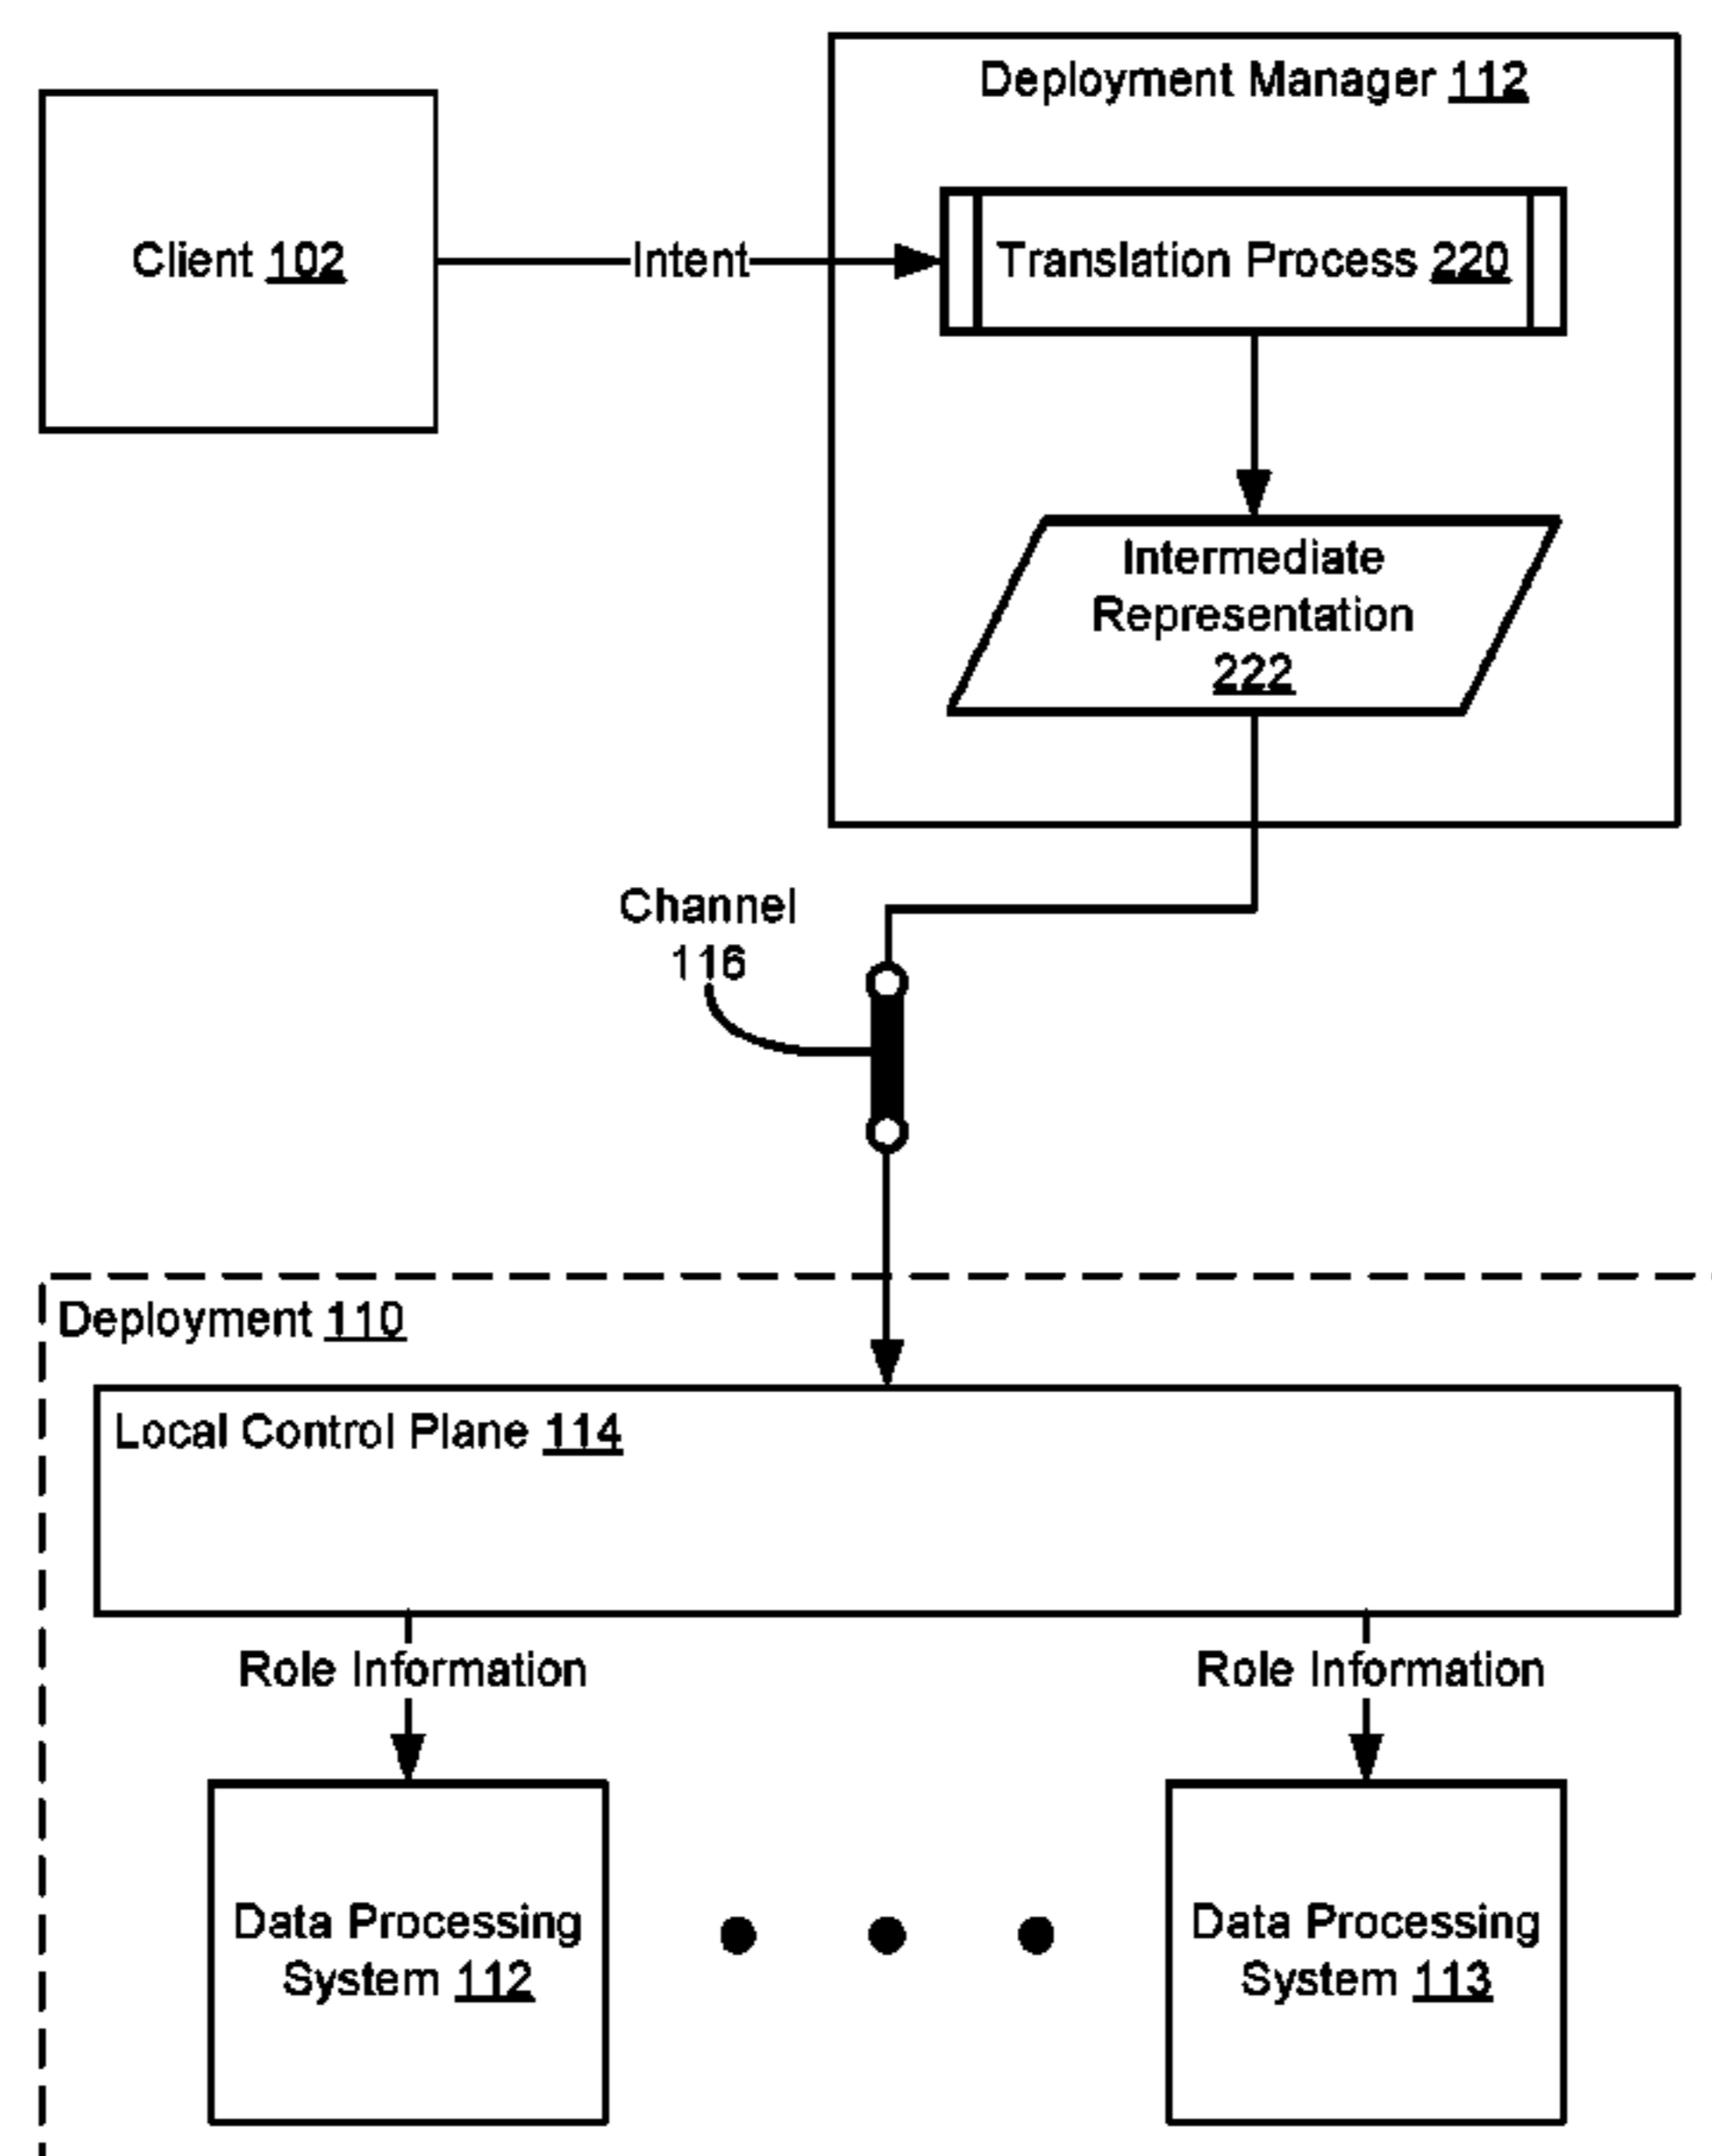 Deployment Manager 112
Client 102
Intent
Translation Process 220
Intermediate
Representation
222
Channel
116
Deployment 110
Local Control Plane 114
Role Information
Role Information
Data Processing
System 112
Data Processing
System 113